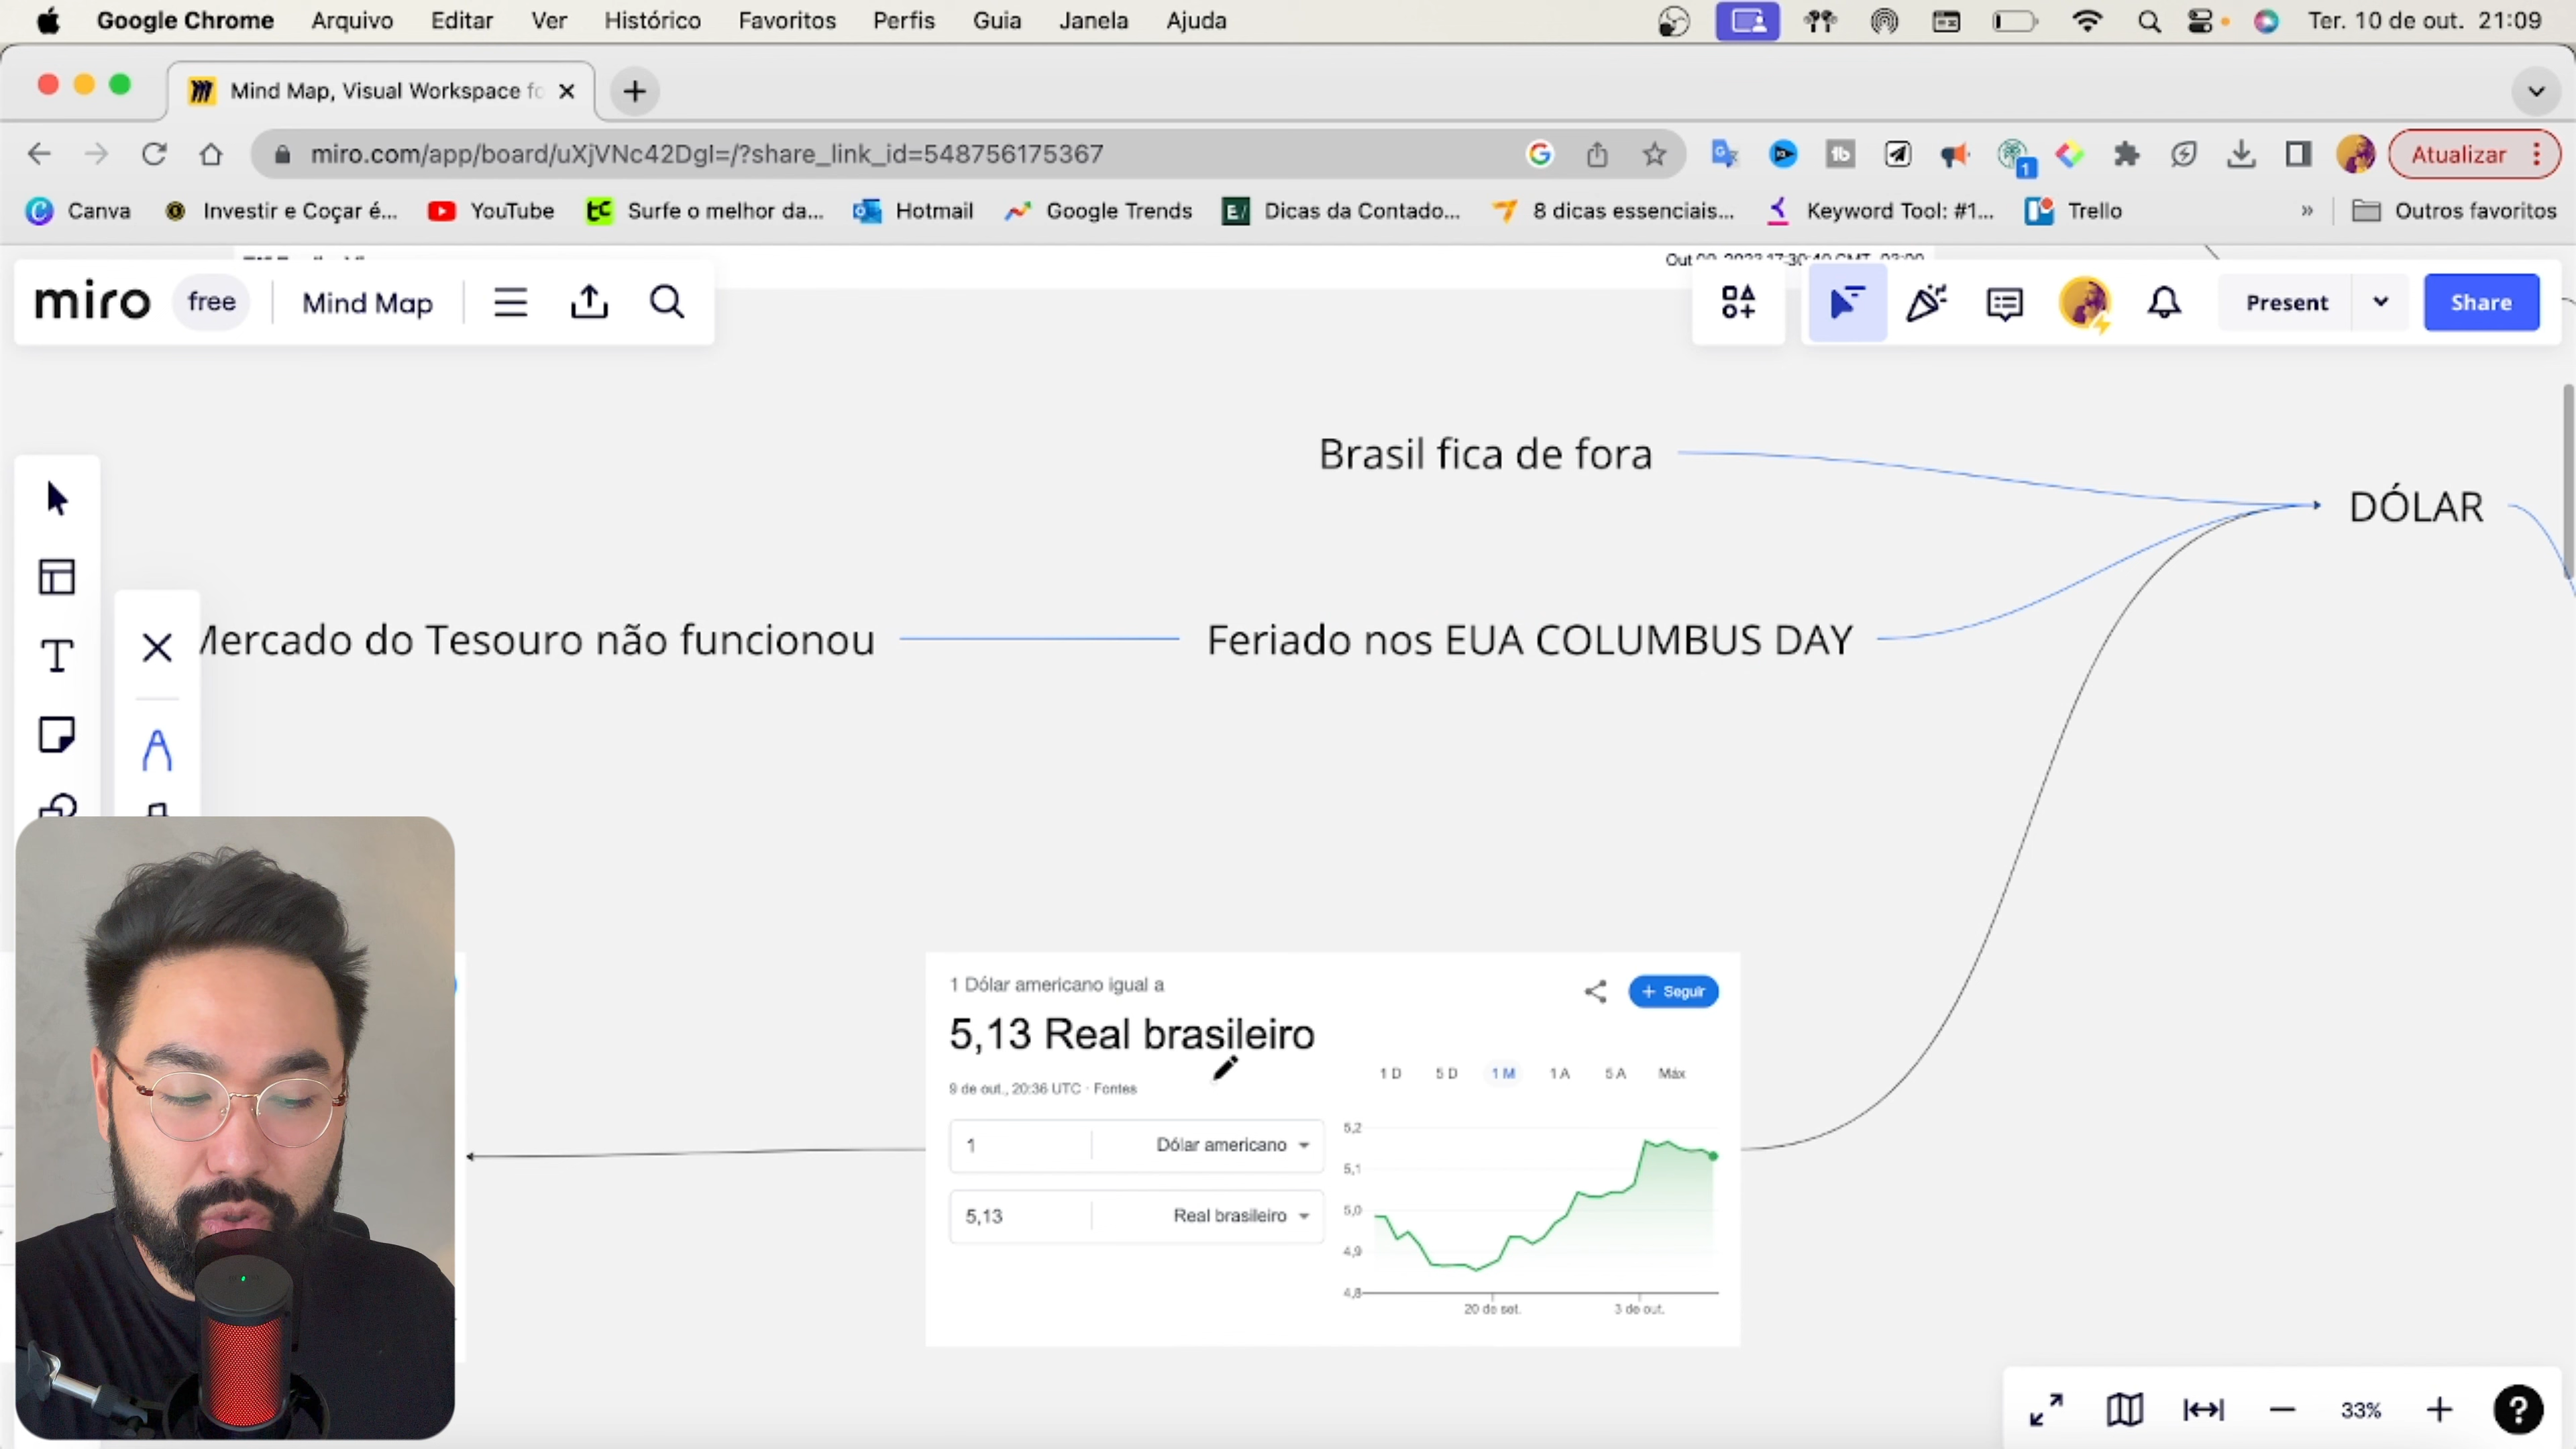 Google Chrome Arquivo Editar Ver Histórico Favoritos Perfis Guia Janela Ajuda Ter. 10 de out. 21:09
Mind Map, Visual Workspace fo
miro.com/app/board/uXjVNc42DgI=/?share_link_id=548756175367
1
Atualizar
Canva Investir e Coçar é... YouTube Surfe o melhor da... Hotmail Google Trends Dicas da Contado... 8 dicas essenciais... Keyword Tool: #1... Trello » Outros favoritos
miro free Mind Map
Present Share
Brasil fica de fora
DÓLAR
Mercado do Tesouro não funcionou
Feriado nos EUA COLUMBUS DAY
1 Dólar americano igual a
+ Seguir
5,13 Real brasileiro
1 D 5 D 1 M 1 A 5 A Máx
9 de out., 20:36 UTC · Fontes
1 Dólar americano
5,13 Real brasileiro
5,2
5,1
5,0
4,9
4,8
20 de set. 3 de out.
33%